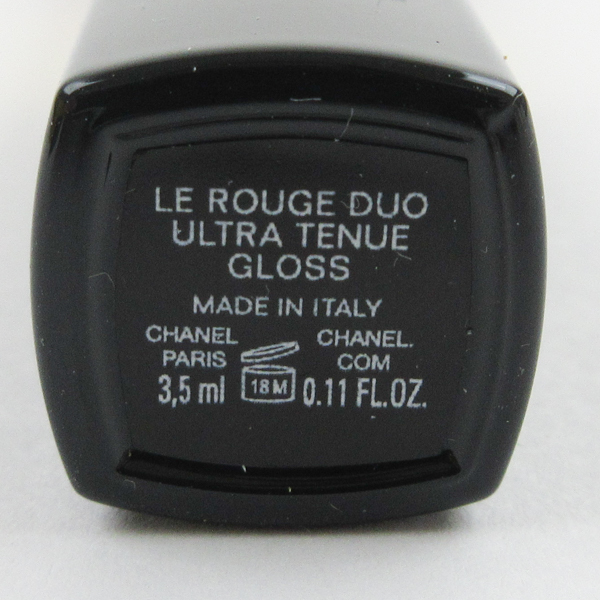 LE ROUGE DUO
ULTRA TENUE
GLOSS
MADE IN ITALY
CHANEL CHANEL.
PARIS COM
3,5 ml 18M 0.11 FL.OZ.